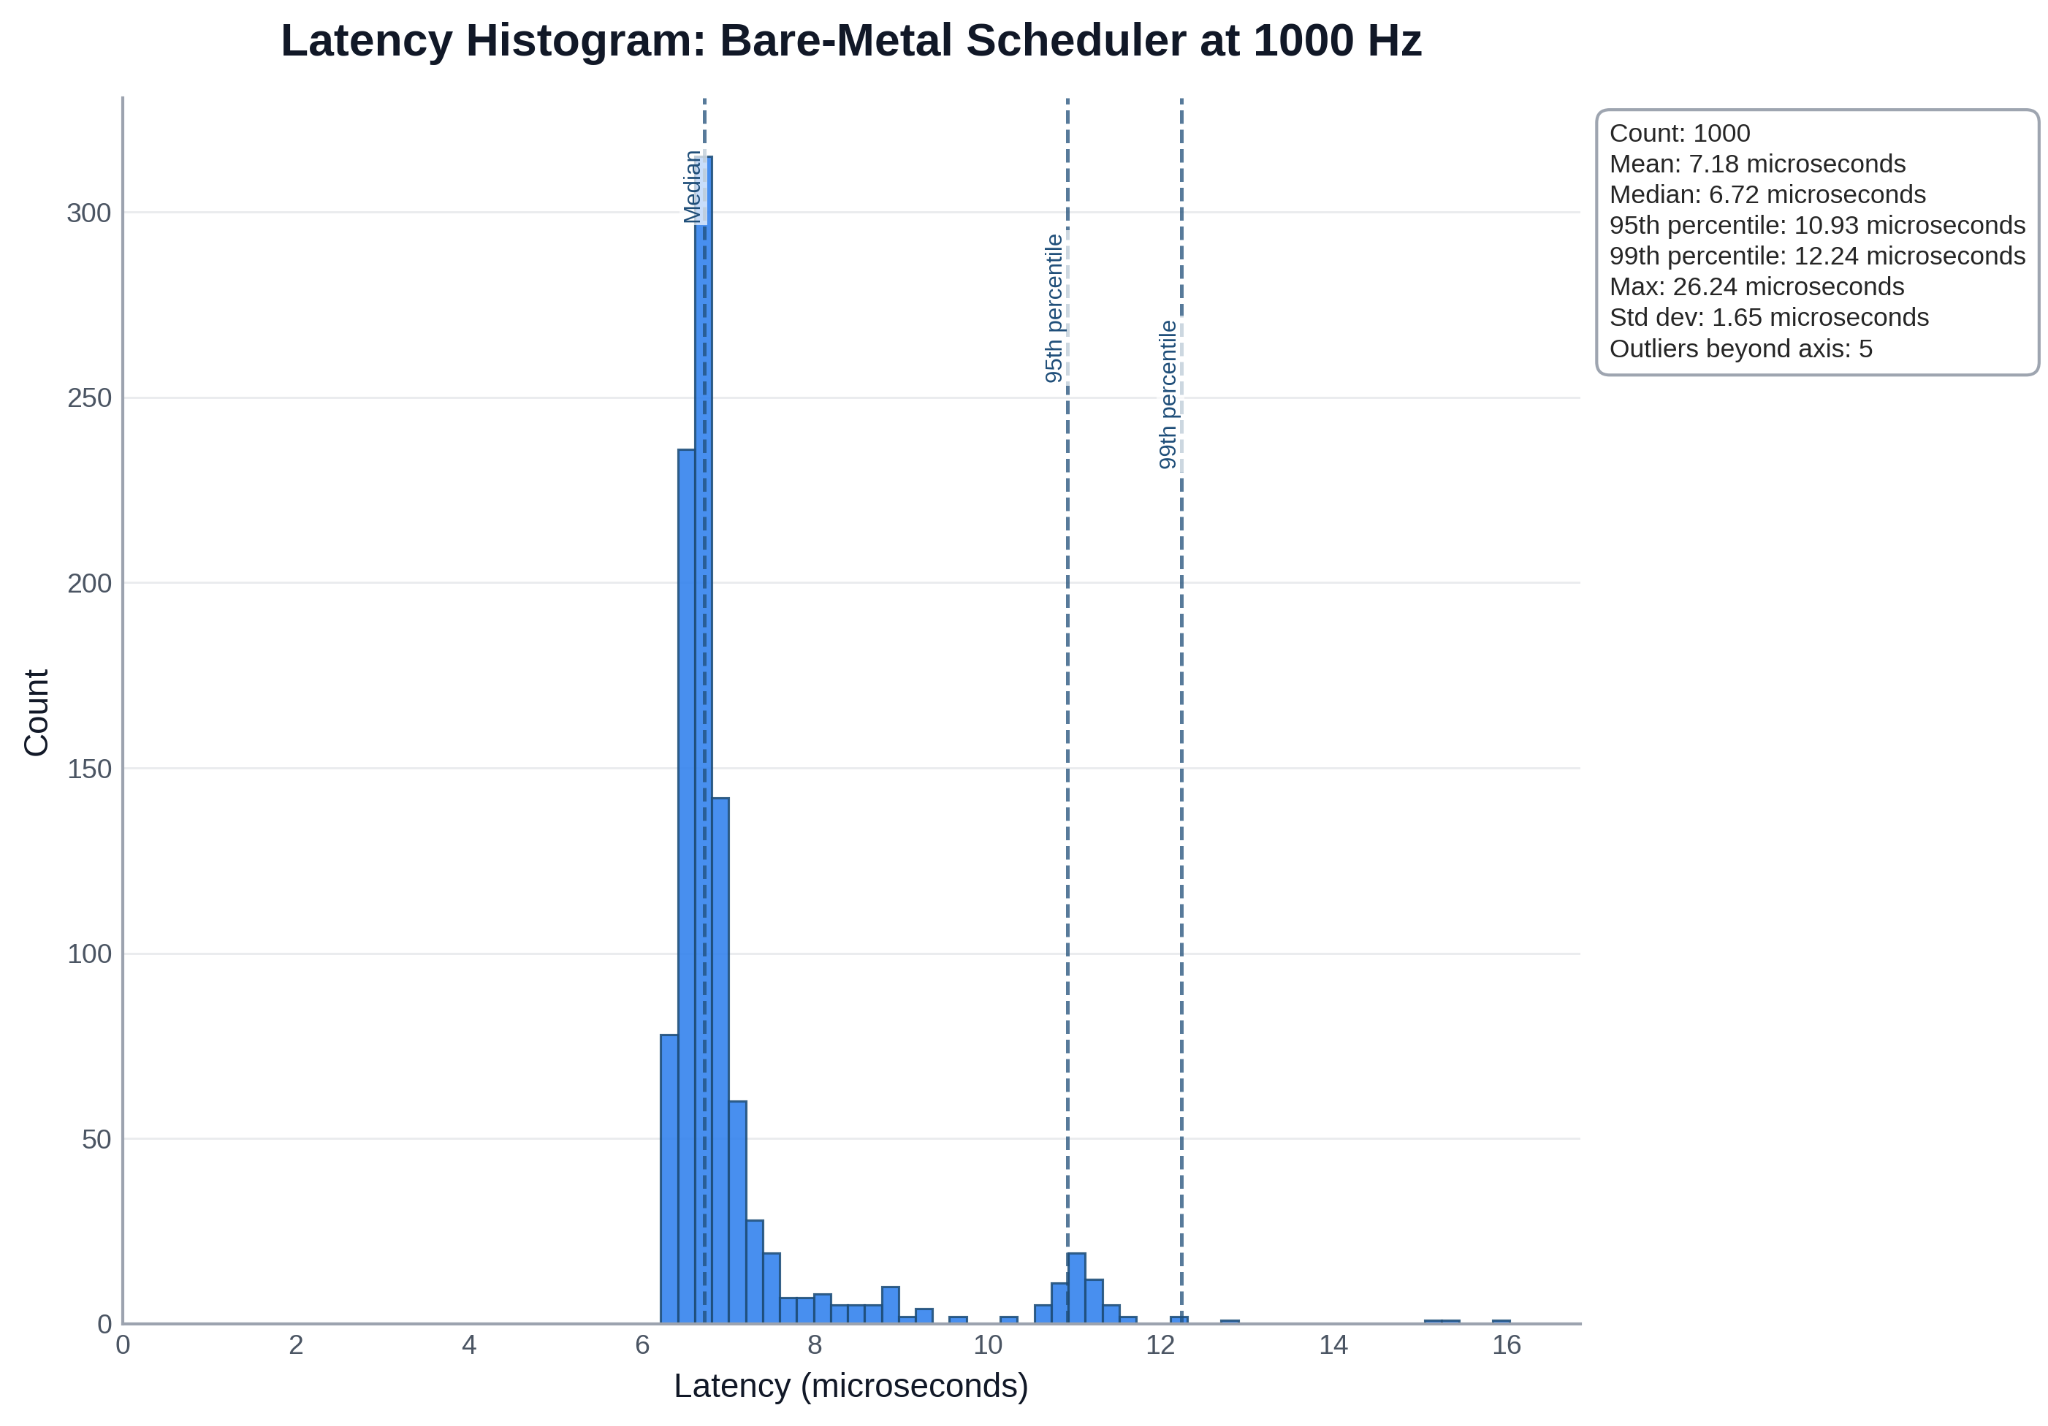 Latency Histogram: Bare-Metal Scheduler at 1000 Hz
Count: 1000
Mean: 7.18 microseconds
Median: 6.72 microseconds
95th percentile: 10.93 microseconds
99th percentile: 12.24 microseconds
Max: 26.24 microseconds
Std dev: 1.65 microseconds
Outliers beyond axis: 5
Median
95th percentile
99th percentile
Count
300
250
200
150
100
50
0
0 2 4 6 8 10 12 14 16
Latency (microseconds)